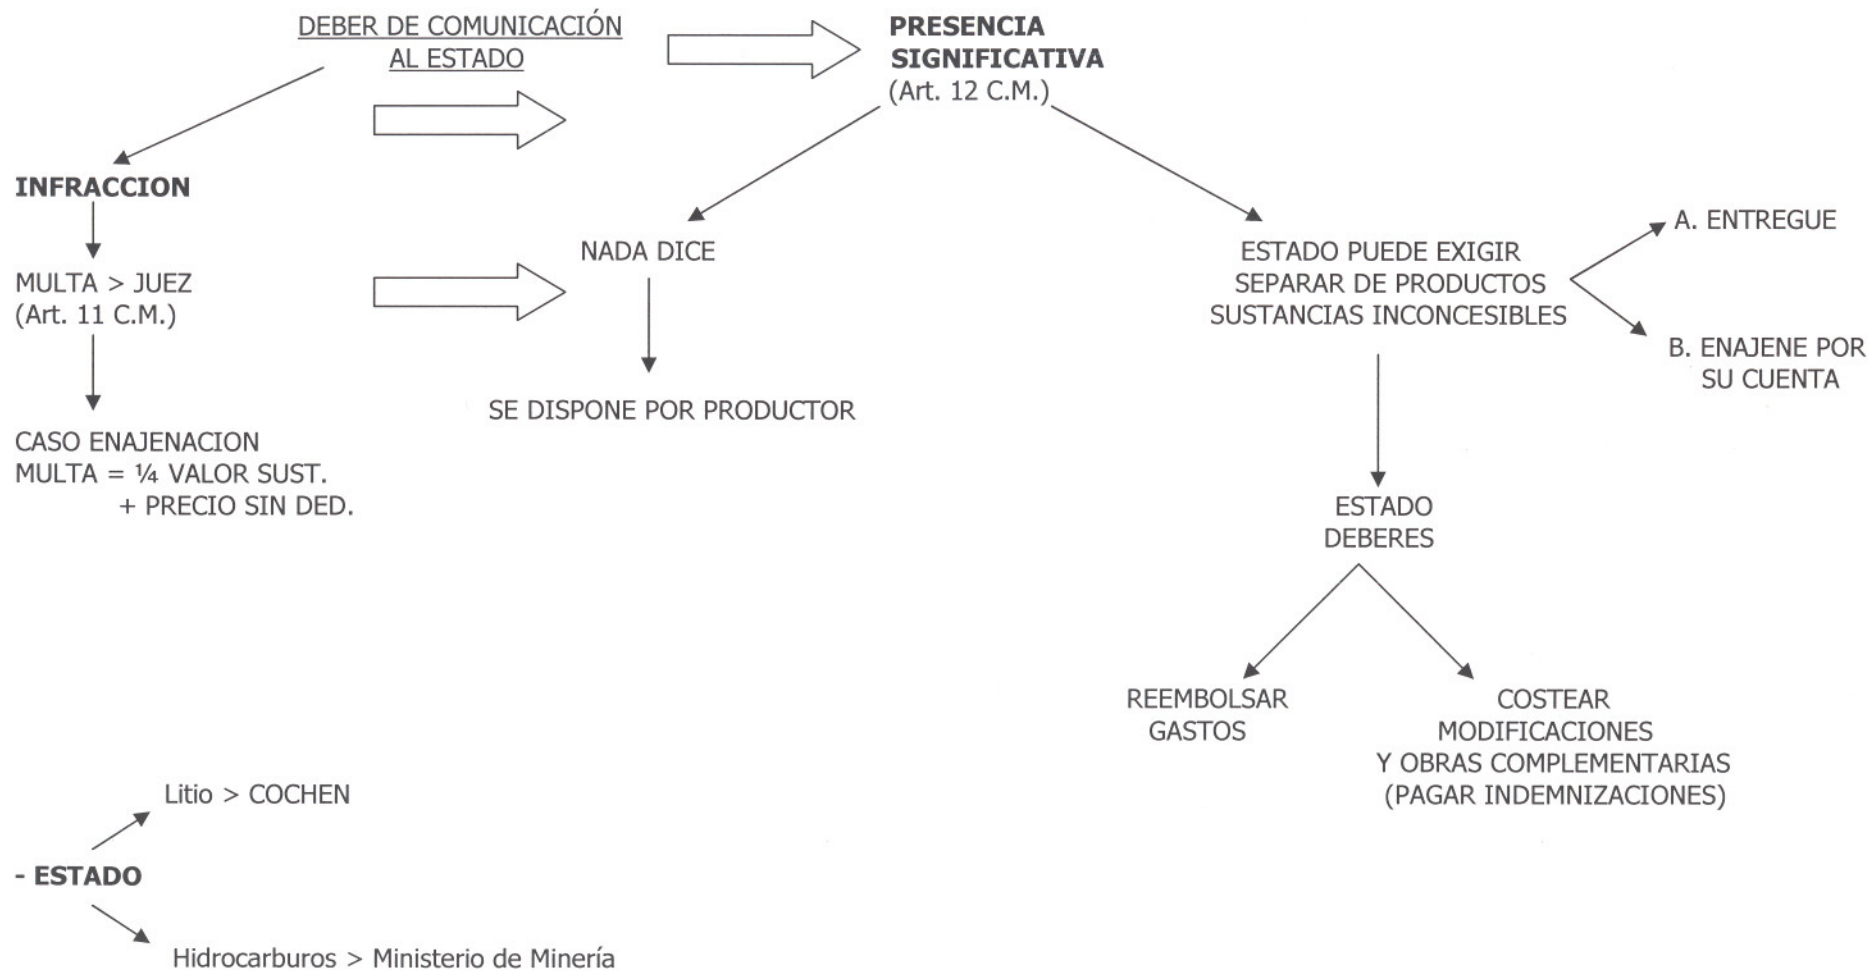 DEBER DE COMUNICACIÓN
AL ESTADO
PRESENCIA
SIGNIFICATIVA
(Art. 12 C.M.)
INFRACCION
MULTA > JUEZ
(Art. 11 C.M.)
CASO ENAJENACION
MULTA = ¼ VALOR SUST.
+ PRECIO SIN DED.
NADA DICE
SE DISPONE POR PRODUCTOR
ESTADO PUEDE EXIGIR
SEPARAR DE PRODUCTOS
SUSTANCIAS INCONCESIBLES
A. ENTREGUE
B. ENAJENE POR
SU CUENTA
ESTADO
DEBERES
REEMBOLSAR
GASTOS
COSTEAR
MODIFICACIONES
Y OBRAS COMPLEMENTARIAS
(PAGAR INDEMNIZACIONES)
Litio > COCHEN
- ESTADO
Hidrocarburos > Ministerio de Minería